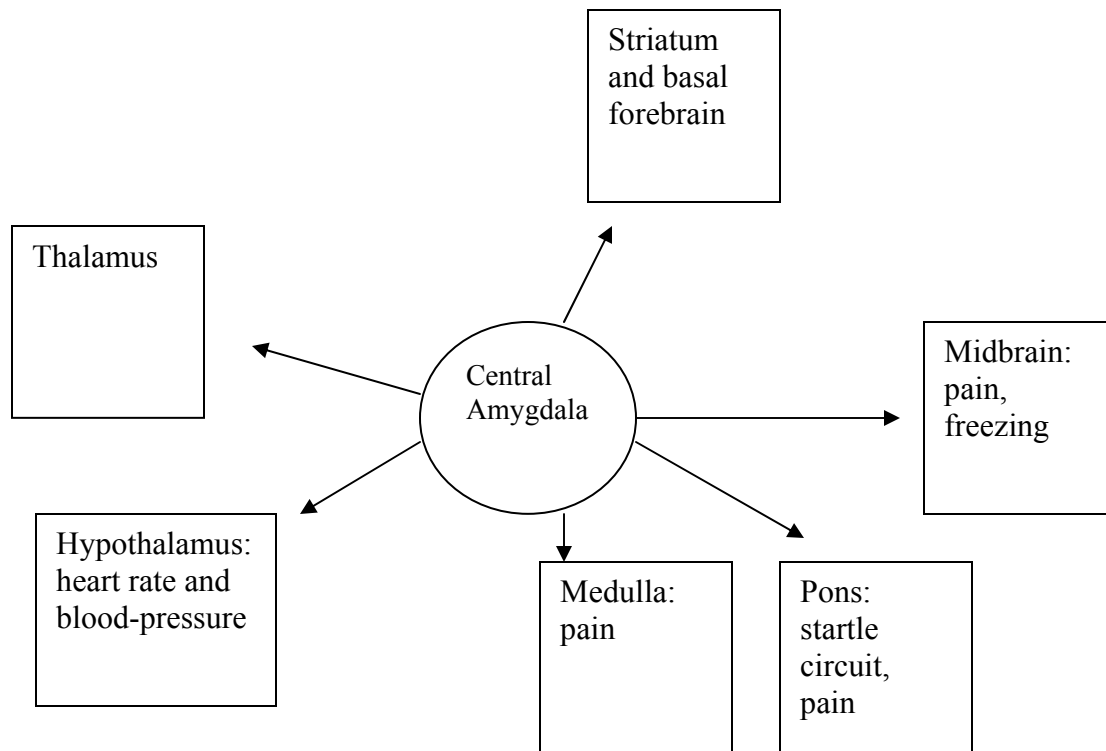 Striatum
and basal
forebrain
Thalamus
Central
Amygdala
Midbrain:
pain,
freezing
Hypothalamus:
heart rate and
blood-pressure
Medulla:
pain
Pons:
startle
circuit,
pain